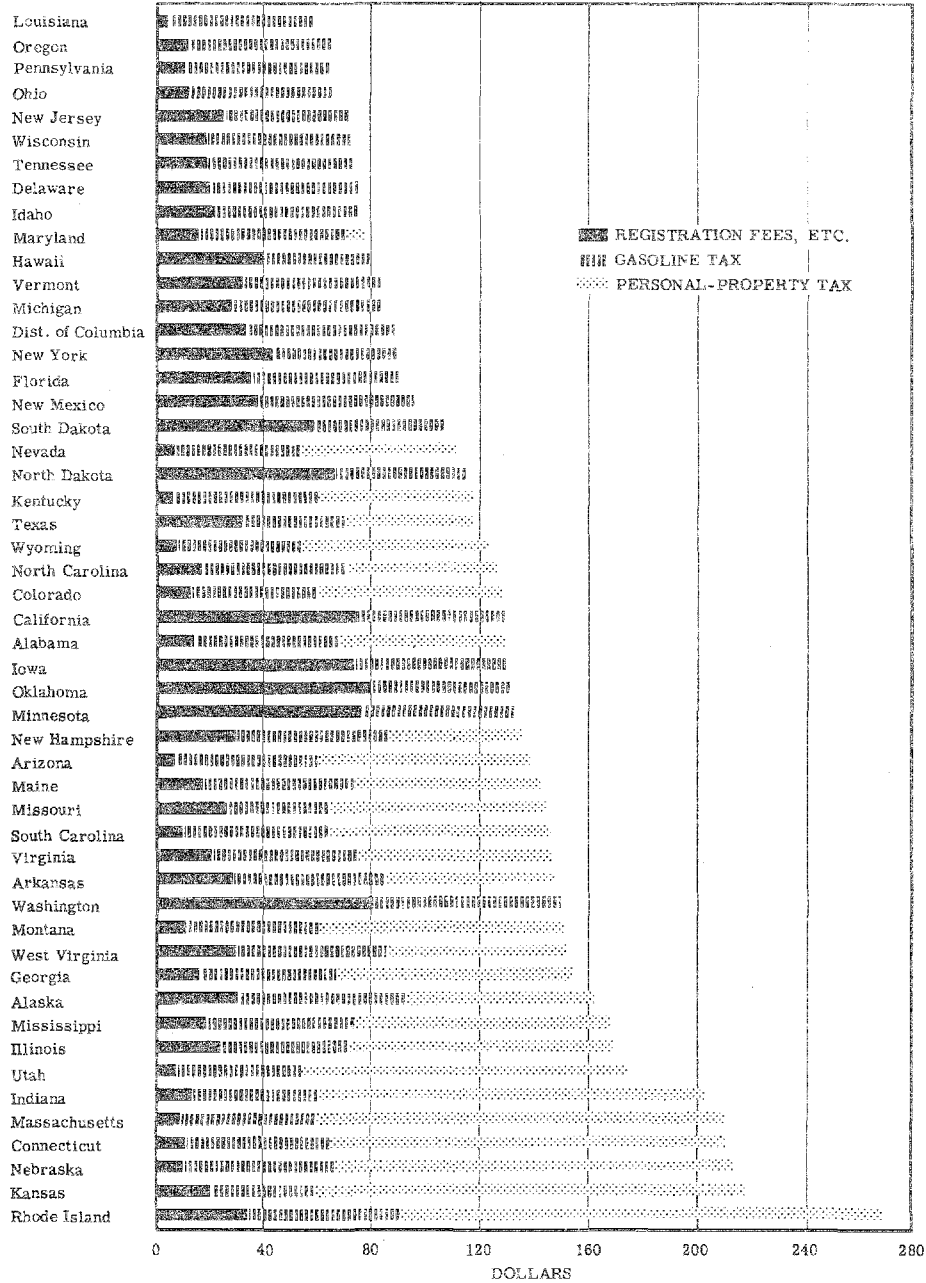 Louisiana
Oregon
Pennsylvania
Ohio
New Jersey
Wisconsin
Tennessee
Delaware
Idaho
Maryland
REGISTRATION FEES, ETC.
Hawaii
GASOLINE TAX
Vermont
PERSONAL-PROPERTY TAX
Michigan
Dist. of Columbia
New York
Florida
New Mexico
South Dakota
Nevada
North Dakota
Kentucky
Texas
Wyoming
North Carolina
Colorado
California
Alabama
Iowa
Oklahoma
Minnesota
New Hampshire
Arizona
Maine
Missouri
South Carolina
Virginia
Arkansas
Washington
Montana
West Virginia
Georgia
Alaska
Mississippi
Illinois
Utah
Indiana
Massachusetts
Connecticut
Nebraska
Kansas
Rhode Island
0 40 80 120 160 200 240 280
DOLLARS